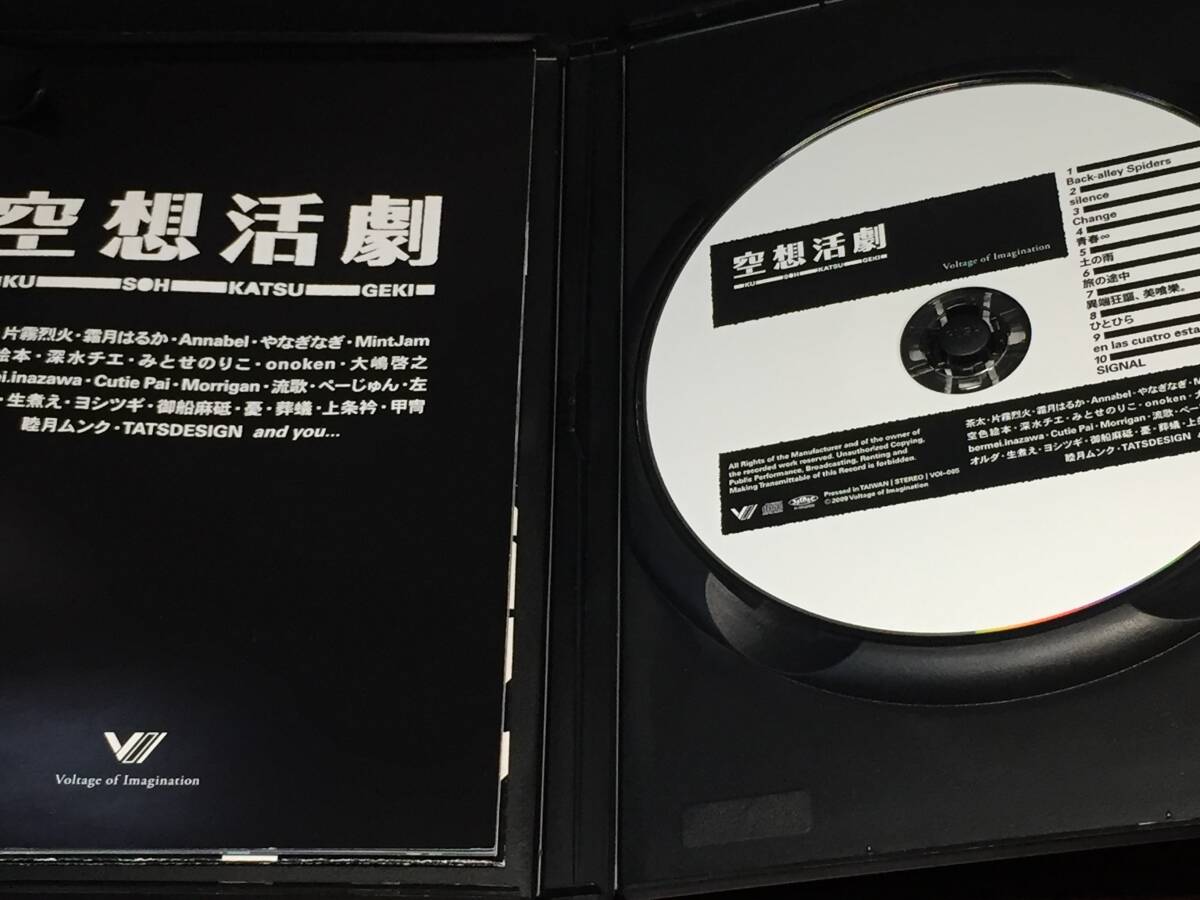 空想活劇
KU SOH KATSU GEKI
片霧烈火・霜月はるか・Annabel・やなぎなぎ・MintJam
絵本・深水チエ・みとせのりこ・onoken・大嶋啓之
ei.inazawa・Cutie Pai・Morrigan・流歌・ぺーじゅん・左
・生煮え・ヨシツギ・御船麻砥・憂・葬蟻・上条衿・甲冑
睦月ムンク・TATSDESIGN and you...
Voltage of Imagination
空想活劇
KU SOH KATSU GEKI
Voltage of Imagination
1
Back-alley Spiders
2
silence
3
Change
4
青春∞
5
土の雨
6
旅の途中
7
異端狂謳、美喰樂。
8
ひとひら
9
en las cuatro esta
10
SIGNAL
茶太・片霧烈火・霜月はるか・Annabel・やなぎなぎ・M
空色絵本・深水チエ・みとせのりこ・onoken・大
bermei.inazawa・Cutie Pai・Morrigan・流歌・ぺ
オルダ・生煮え・ヨシツギ・御船麻砥・憂・葬蟻・上
睦月ムンク・TATSDESIGN
All Rights of the Manufacturer and of the owner of
the recorded work reserved. Unauthorized Copying,
Public Performance, Broadcasting, Renting and
Making Transmittable of this Record is forbidden.
Pressed in TAIWAN | STEREO | VOI-005
©2009 Voltage of Imagination